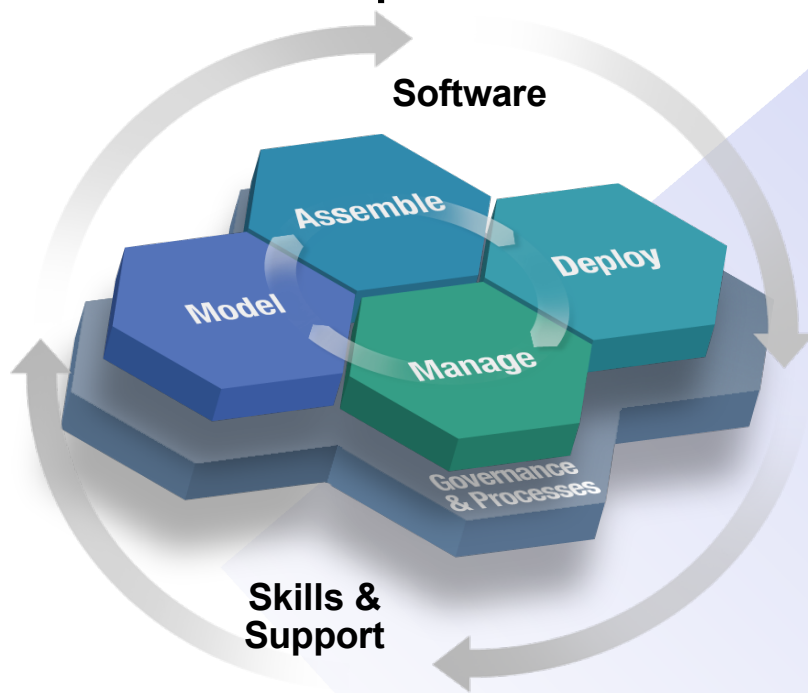 Software
Assemble
Deploy
Model
Manage
Governance
& Processes
Skills &
Support